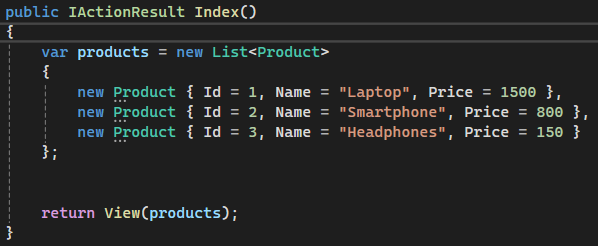 public IActionResult Index()
{
    var products = new List<Product>
    {
        new Product { Id = 1, Name = "Laptop", Price = 1500 },
        new Product { Id = 2, Name = "Smartphone", Price = 800 },
        new Product { Id = 3, Name = "Headphones", Price = 150 }
    };
    return View(products);
}